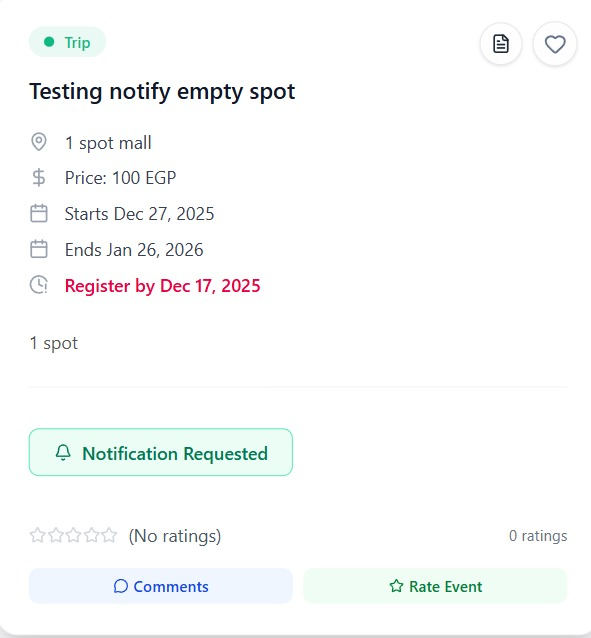 Trip
Testing notify empty spot
1 spot mall
Price: 100 EGP
Starts Dec 27, 2025
Ends Jan 26, 2026
Register by Dec 17, 2025
1 spot
Notification Requested
(No ratings) 0 ratings
Comments Rate Event